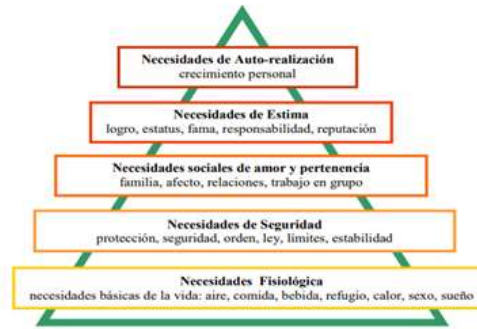 Necesidades de Auto-realización
crecimiento personal
Necesidades de Estima
logro, estatus, fama, responsabilidad, reputación
Necesidades sociales de amor y pertenencia
familia, afecto, relaciones, trabajo en grupo
Necesidades de Seguridad
protección, seguridad, orden, ley, límites, estabilidad
Necesidades Fisiológica
necesidades básicas de la vida: aire, comida, bebida, refugio, calor, sexo, sueño